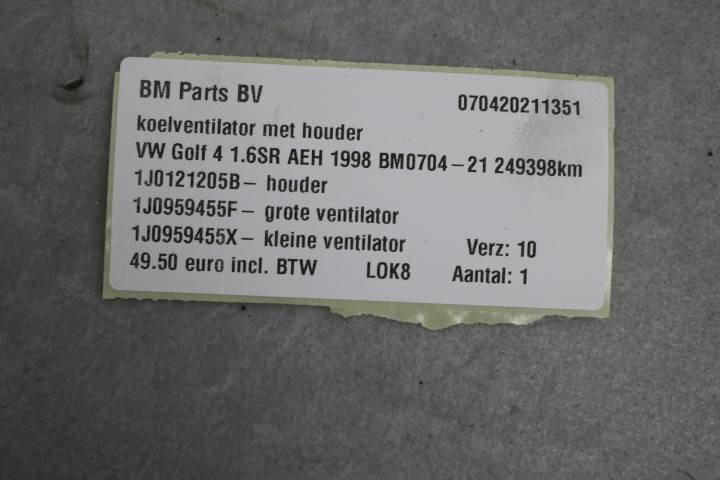 BM Parts BV 070420211351
koelventilator met houder
VW Golf 4 1.6SR AEH 1998 BM0704-21 249398km
1J0121205B- houder
1J0959455F- grote ventilator
1J0959455X- kleine ventilator Verz: 10
49.50 euro incl. BTW LOK8 Aantal: 1